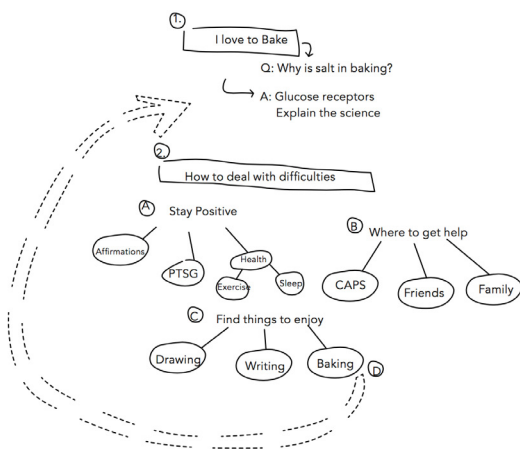 1.
I love to Bake
Q: Why is salt in baking?
A: Glucose receptors
Explain the science
2.
How to deal with difficulties
A
Stay Positive
Affirmations
PTSG
Health
Exercise
Sleep
B
Where to get help
CAPS
Friends
Family
C
Find things to enjoy
Drawing
Writing
Baking
D